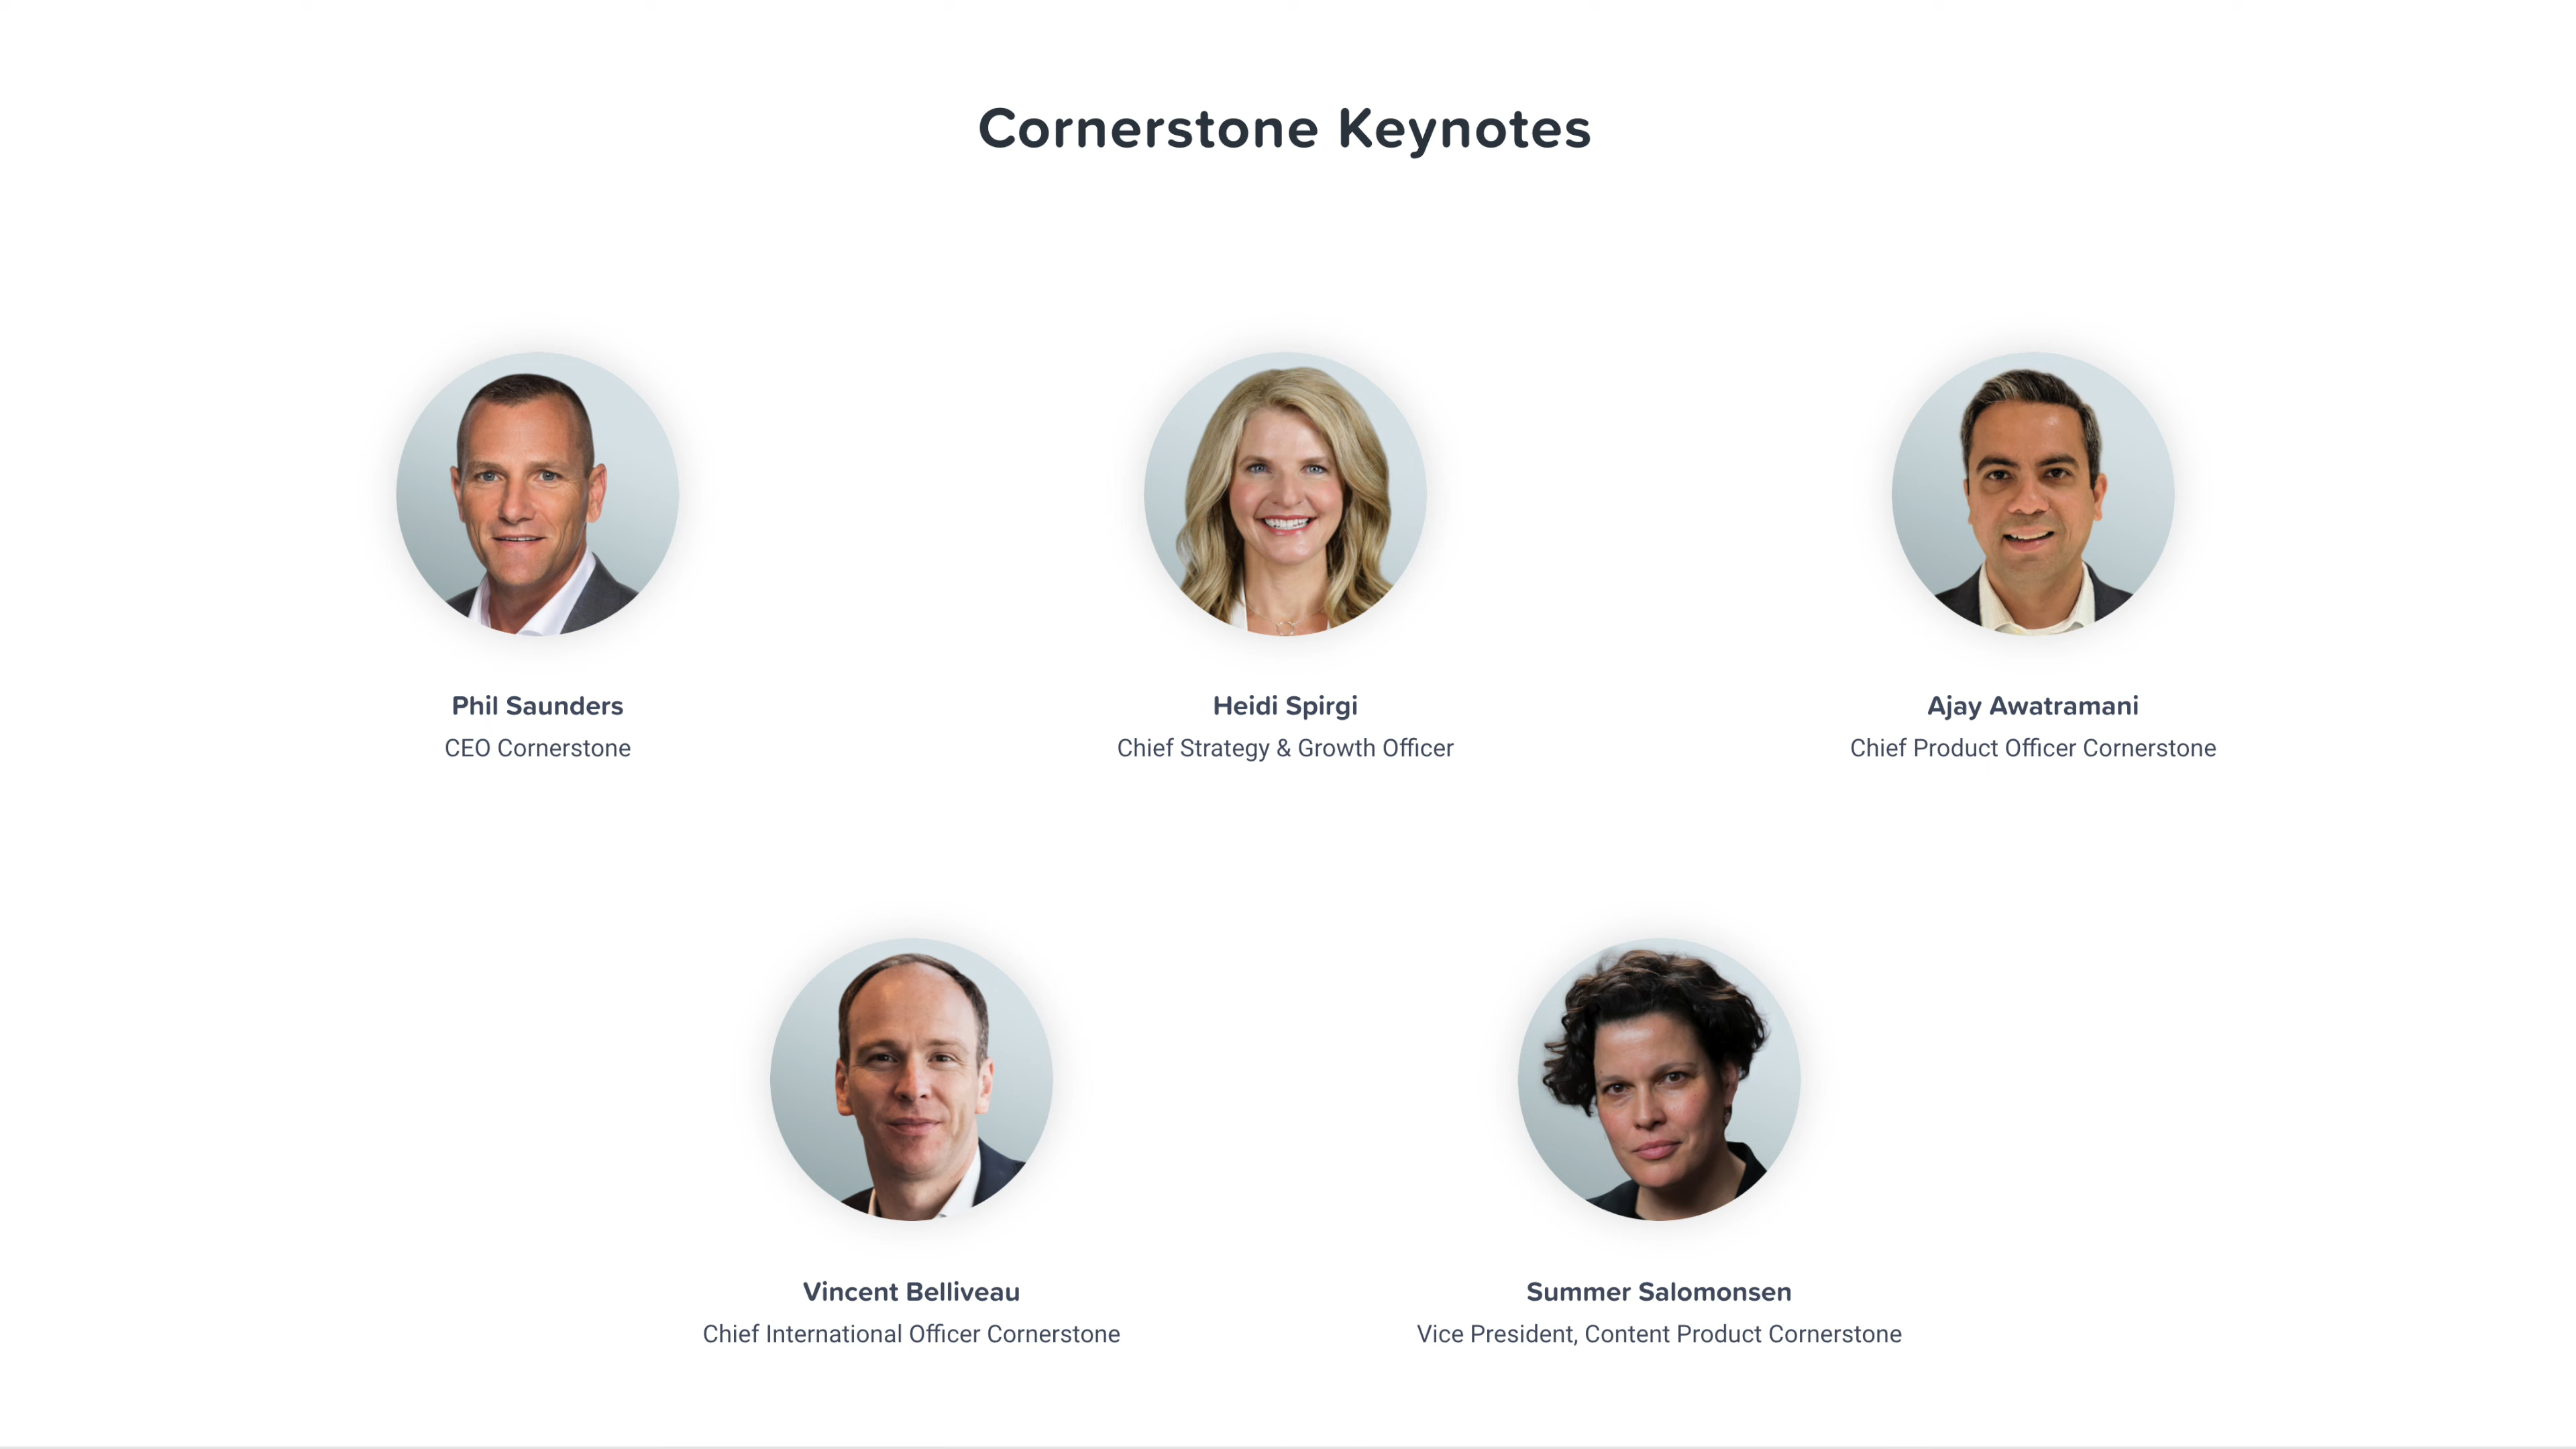 Cornerstone Keynotes
Phil Saunders
CEO Cornerstone
Heidi Spirgi
Chief Strategy & Growth Officer
Ajay Awatramani
Chief Product Officer Cornerstone
Vincent Belliveau
Chief International Officer Cornerstone
Summer Salomonsen
Vice President, Content Product Cornerstone